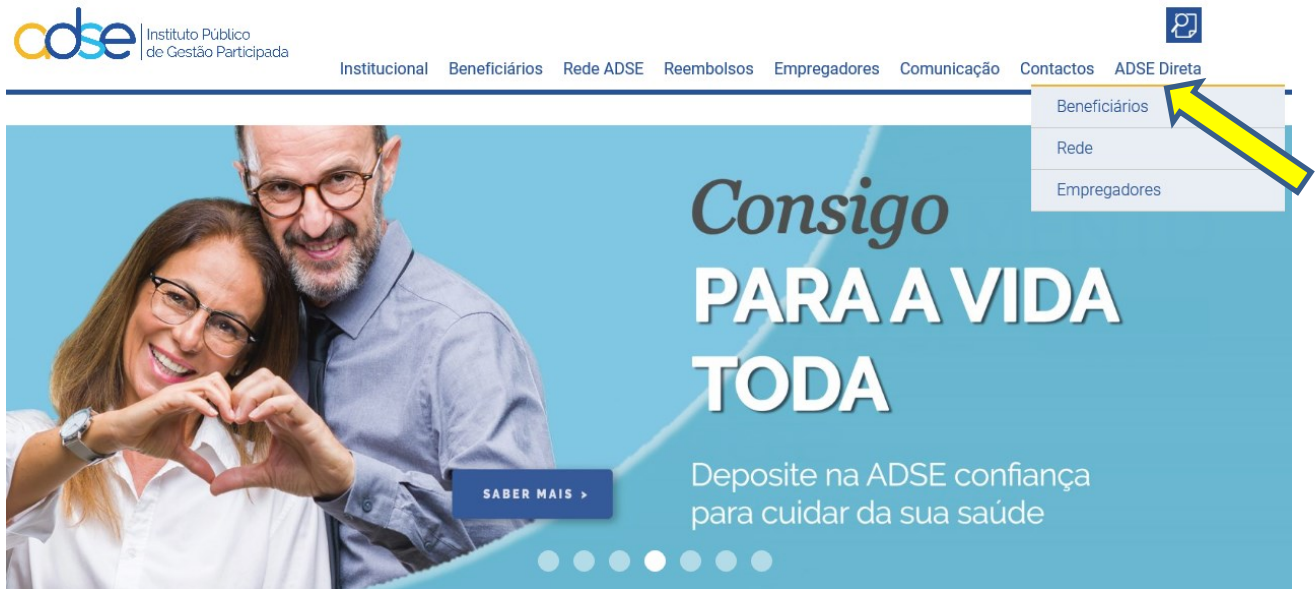 adse
Instituto Público
de Gestão Participada
Institucional Beneficiários Rede ADSE Reembolsos Empregadores Comunicação Contactos ADSE Direta
Beneficiários
Rede
Empregadores
Consigo
PARA A VIDA
TODA
Deposite na ADSE confiança
para cuidar da sua saúde
SABER MAIS >